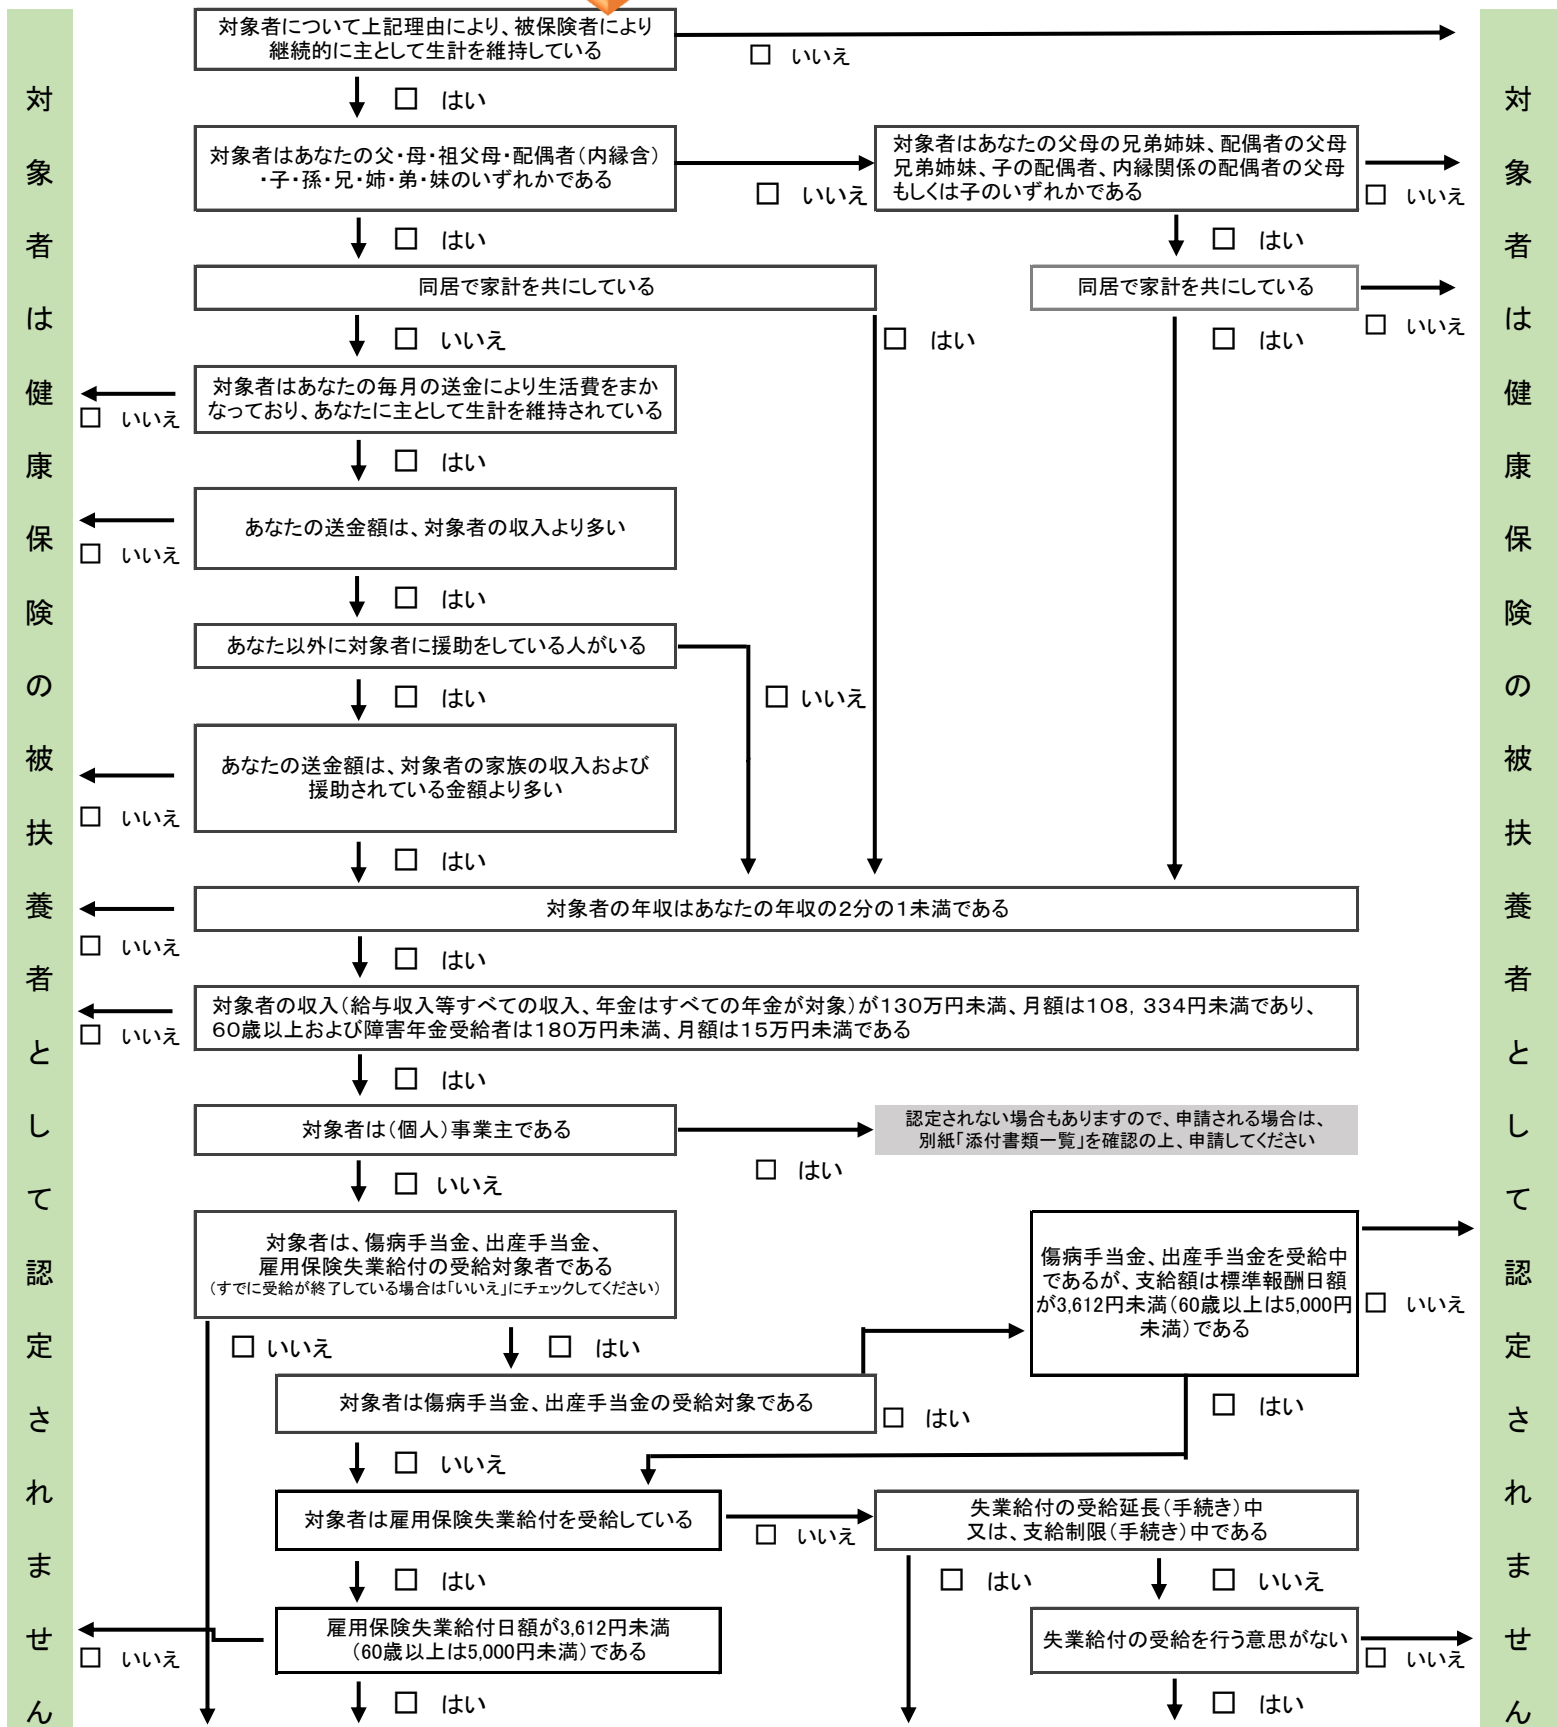 対象者は健康保険の被扶養者として認定されません
対象者について上記理由により、被保険者により
継続的に主として生計を維持している
□ いいえ
□ はい
対象者はあなたの父・母・祖父母・配偶者(内縁含)
・子・孫・兄・姉・弟・妹のいずれかである
□ いいえ
対象者はあなたの父母の兄弟姉妹、配偶者の父母
兄弟姉妹、子の配偶者、内縁関係の配偶者の父母
もしくは子のいずれかである
□ いいえ
□ はい
□ はい
同居で家計を共にしている
同居で家計を共にしている
□ いいえ
□ いいえ
□ はい
□ はい
対象者はあなたの毎月の送金により生活費をまか
なっており、あなたに主として生計を維持されている
□ いいえ
□ はい
あなたの送金額は、対象者の収入より多い
□ いいえ
□ はい
あなた以外に対象者に援助をしている人がいる
□ はい
□ いいえ
あなたの送金額は、対象者の家族の収入および
援助されている金額より多い
□ いいえ
□ はい
対象者の年収はあなたの年収の2分の1未満である
□ いいえ
□ はい
対象者の収入(給与収入等すべての収入、年金はすべての年金が対象)が130万円未満、月額は108,334円未満であり、
60歳以上および障害年金受給者は180万円未満、月額は15万円未満である
□ いいえ
□ はい
対象者は(個人)事業主である
□ はい
認定されない場合もありますので、申請される場合は、
別紙「添付書類一覧」を確認の上、申請してください
□ いいえ
対象者は、傷病手当金、出産手当金、
雇用保険失業給付の受給対象者である
(すでに受給が終了している場合は「いいえ」にチェックしてください)
傷病手当金、出産手当金を受給中
であるが、支給額は標準報酬日額
が3,612円未満(60歳以上は5,000円
未満)である
□ いいえ
□ いいえ
□ はい
対象者は傷病手当金、出産手当金の受給対象である
□ はい
□ はい
□ いいえ
対象者は雇用保険失業給付を受給している
□ いいえ
失業給付の受給延長(手続き)中
又は、支給制限(手続き)中である
□ はい
□ はい
□ いいえ
雇用保険失業給付日額が3,612円未満
(60歳以上は5,000円未満)である
□ いいえ
失業給付の受給を行う意思がない
□ いいえ
□ はい
□ はい
対象者は健康保険の被扶養者として認定されません